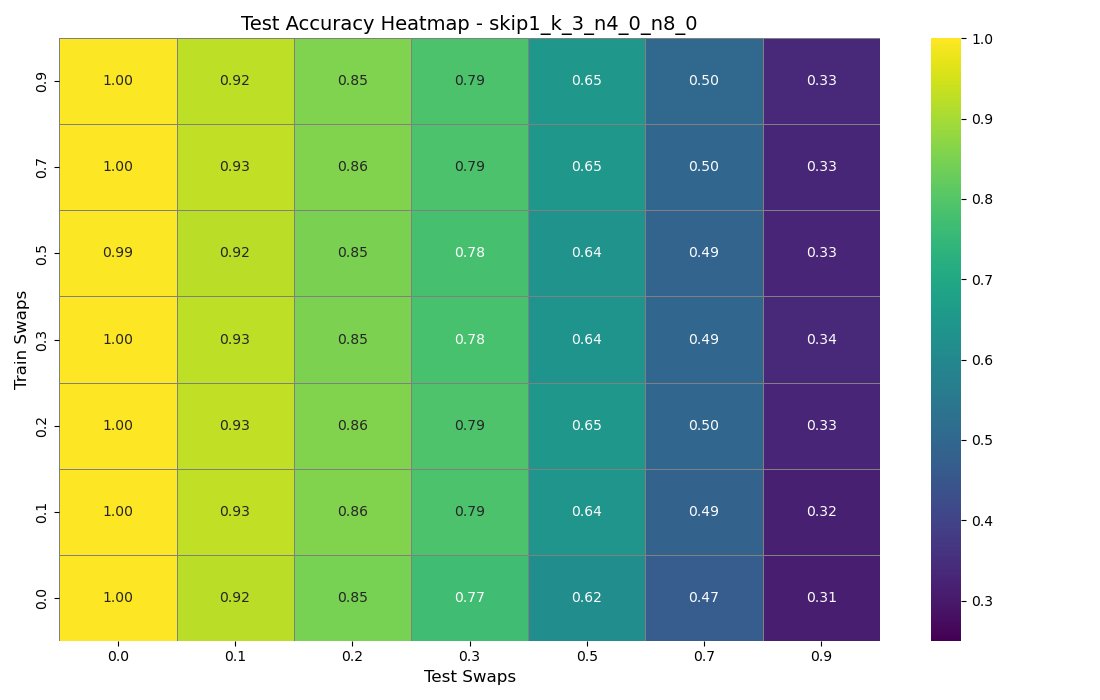 Test Accuracy Heatmap - skip1_k_3_n4_0_n8_0
0.9 1.00 0.92 0.85 0.79 0.65 0.50 0.33
0.7 1.00 0.93 0.86 0.79 0.65 0.50 0.33
0.5 0.99 0.92 0.85 0.78 0.64 0.49 0.33
0.3 1.00 0.93 0.85 0.78 0.64 0.49 0.34
0.2 1.00 0.93 0.86 0.79 0.65 0.50 0.33
0.1 1.00 0.93 0.86 0.79 0.64 0.49 0.32
0.0 1.00 0.92 0.85 0.77 0.62 0.47 0.31
0.0 0.1 0.2 0.3 0.5 0.7 0.9
Test Swaps
Train Swaps
1.0
0.9
0.8
0.7
0.6
0.5
0.4
0.3